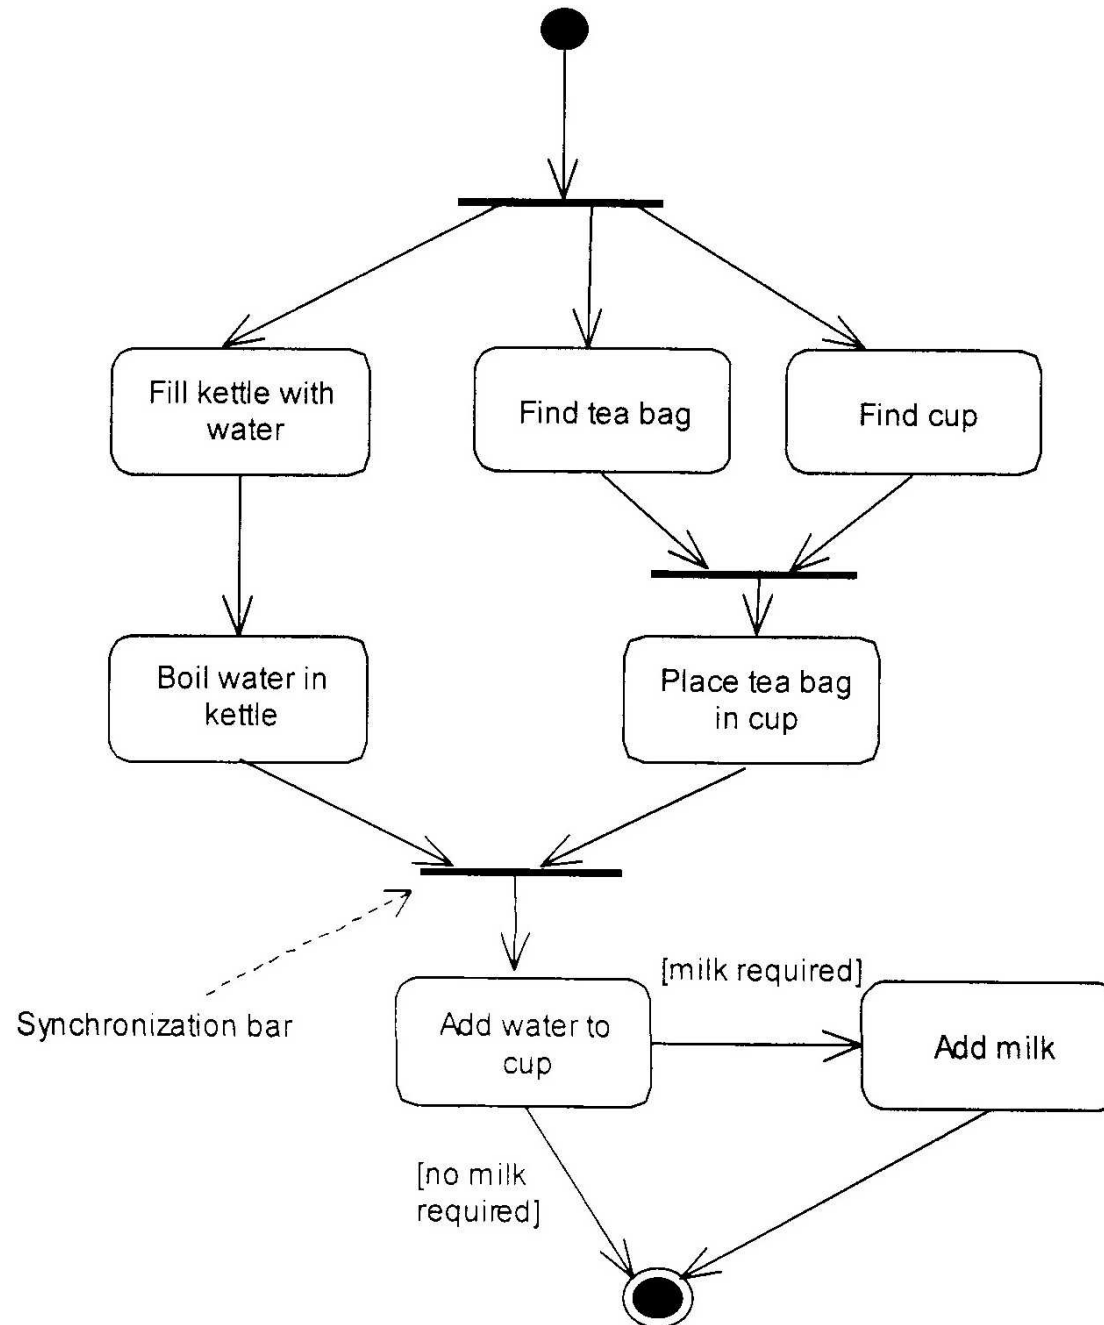 Fill kettle with
water
Find tea bag
Find cup
Boil water in
kettle
Place tea bag
in cup
[milk required]
Synchronization bar
Add water to
cup
Add milk
[no milk
required]